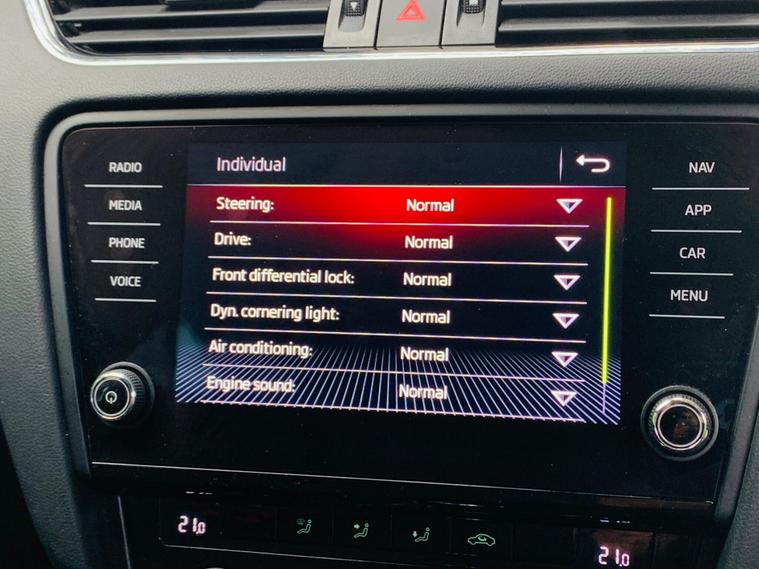 Individual
RADIO
MEDIA
PHONE
VOICE
Steering: Normal
Drive: Normal
Front differential lock: Normal
Dyn. cornering light: Normal
Air conditioning: Normal
Engine sound: Normal
NAV
APP
CAR
MENU
21.0
21.0